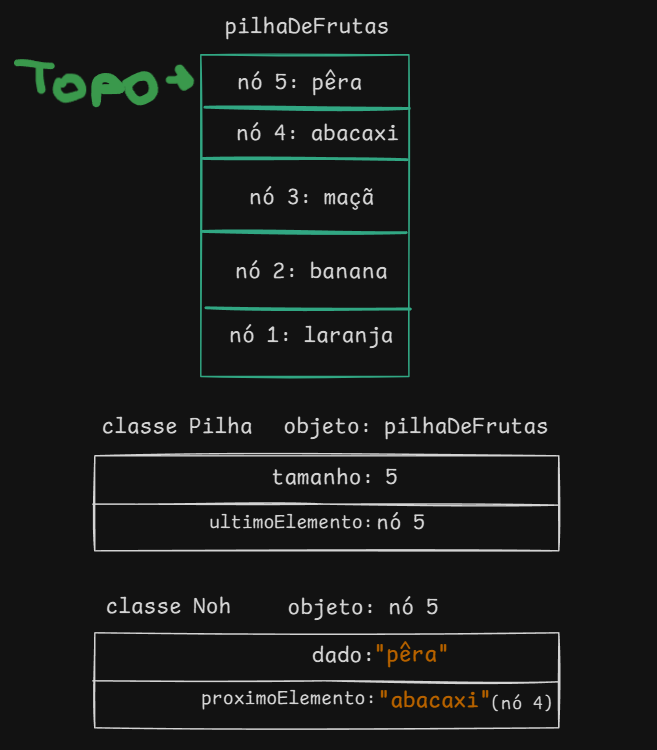 pilhaDeFrutas
TOPO →
nó 5: pêra
nó 4: abacaxi
nó 3: maçã
nó 2: banana
nó 1: laranja
classe Pilha objeto: pilhaDeFrutas
tamanho: 5
ultimoElemento: nó 5
classe Noh objeto: nó 5
dado:"pêra"
proximoElemento:"abacaxi"(nó 4)